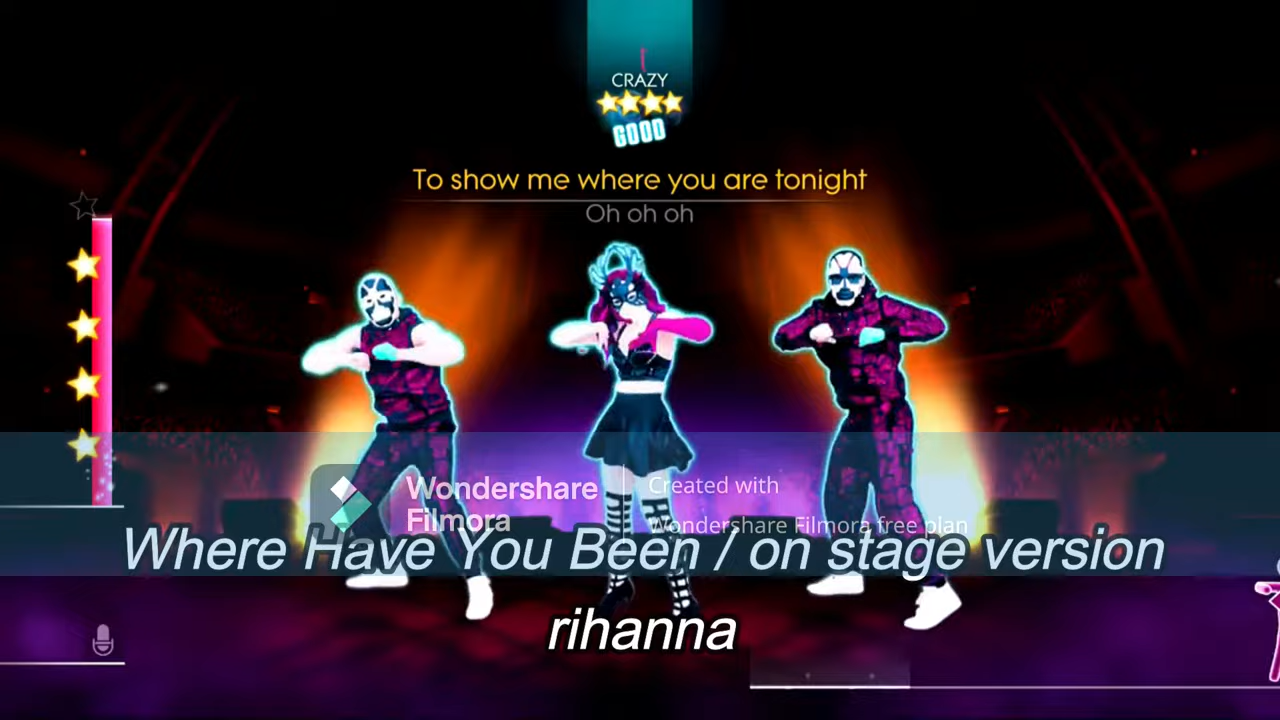 CRAZY
GOOD
To show me where you are tonight
Oh oh oh
Wondershare
Filmora
Created with
Wondershare Filmora free plan
Where Have You Been / on stage version
rihanna